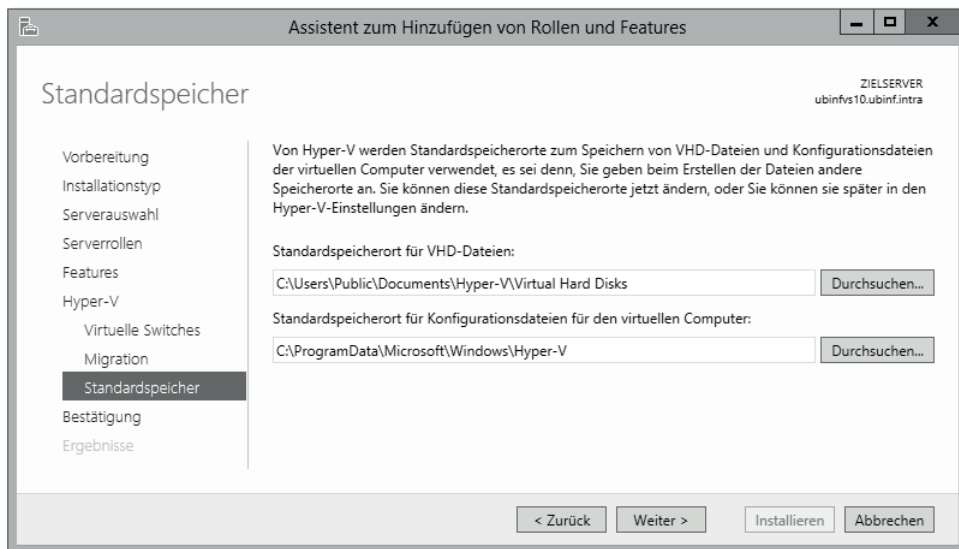 Assistent zum Hinzufügen von Rollen und Features
Standardspeicher
ZIELSERVER
ubinfvs10.ubinf.intra
Vorbereitung
Installationstyp
Serverauswahl
Serverrollen
Features
Hyper-V
Virtuelle Switches
Migration
Standardspeicher
Bestätigung
Ergebnisse
Von Hyper-V werden Standardspeicherorte zum Speichern von VHD-Dateien und Konfigurationsdateien
der virtuellen Computer verwendet, es sei denn, Sie geben beim Erstellen der Dateien andere
Speicherorte an. Sie können diese Standardspeicherorte jetzt ändern, oder Sie können sie später in den
Hyper-V-Einstellungen ändern.
Standardspeicherort für VHD-Dateien:
C:\Users\Public\Documents\Hyper-V\Virtual Hard Disks
Durchsuchen...
Standardspeicherort für Konfigurationsdateien für den virtuellen Computer:
C:\ProgramData\Microsoft\Windows\Hyper-V
Durchsuchen...
< Zurück
Weiter >
Installieren
Abbrechen